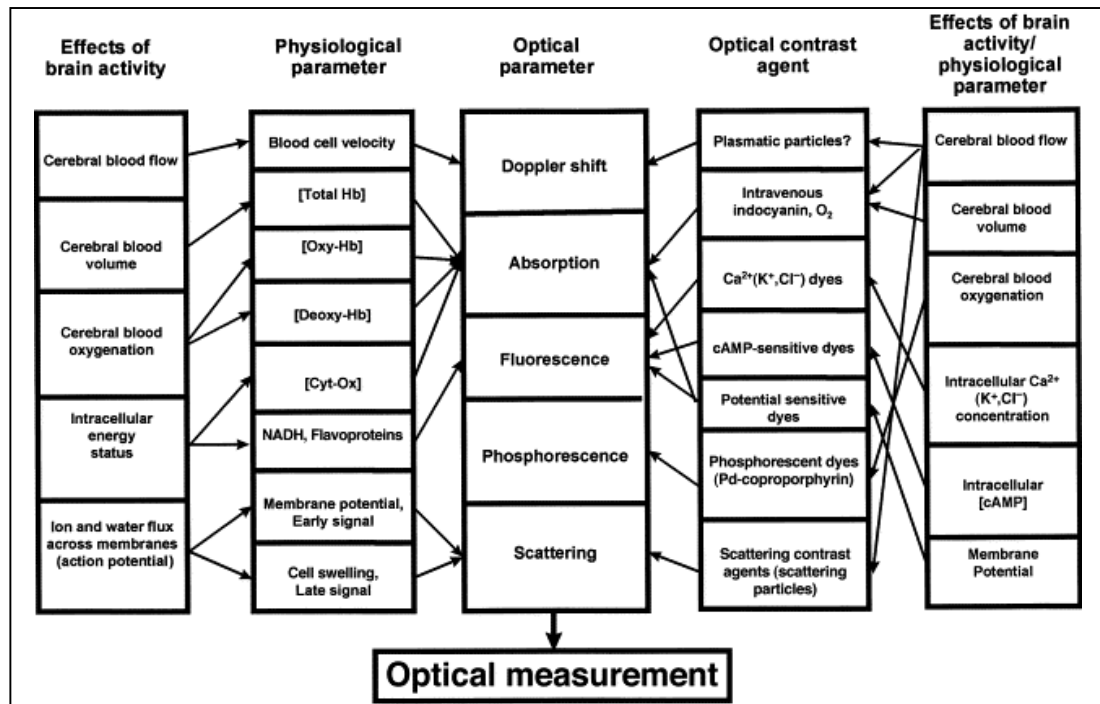 Effects of
brain activity
Physiological
parameter
Optical
parameter
Optical contrast
agent
Effects of brain
activity/
physiological
parameter
Cerebral blood flow
Cerebral blood
volume
Cerebral blood
oxygenation
Intracellular
energy
status
Ion and water flux
across membranes
(action potential)
Blood cell velocity
[Total Hb]
[Oxy-Hb]
[Deoxy-Hb]
[Cyt-Ox]
NADH, Flavoproteins
Membrane potential,
Early signal
Cell swelling,
Late signal
Doppler shift
Absorption
Fluorescence
Phosphorescence
Scattering
Plasmatic particles?
Intravenous
indocyanin, O₂
Ca²⁺(K⁺,Cl⁻) dyes
cAMP-sensitive dyes
Potential sensitive
dyes
Phosphorescent dyes
(Pd-coproporphyrin)
Scattering contrast
agents (scattering
particles)
Cerebral blood flow
Cerebral blood
volume
Cerebral blood
oxygenation
Intracellular Ca²⁺
(K⁺,Cl⁻)
concentration
Intracellular
[cAMP]
Membrane
Potential
Optical measurement